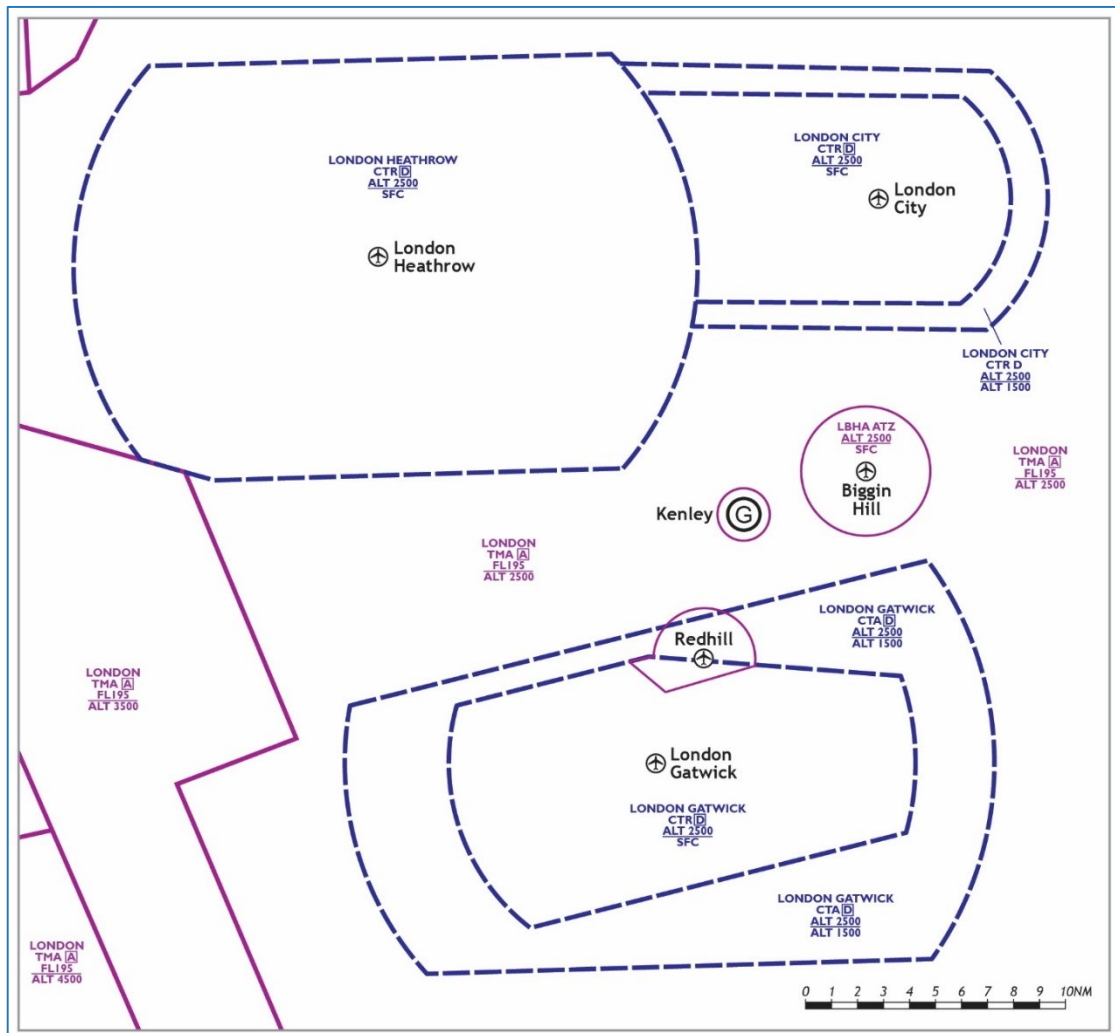 LONDON HEATHROW
CTR D
ALT 2500
SFC
London
Heathrow
LONDON CITY
CTR D
ALT 2500
SFC
London
City
LONDON CITY
CTR D
ALT 2500
ALT 1500
LBHA ATZ
ALT 2500
SFC
Biggin
Hill
LONDON
TMA A
FL195
ALT 2500
Kenley
G
LONDON
TMA A
FL195
ALT 2500
LONDON GATWICK
CTA D
ALT 2500
ALT 1500
Redhill
LONDON
TMA A
FL195
ALT 3500
London
Gatwick
LONDON GATWICK
CTR D
ALT 2500
SFC
LONDON GATWICK
CTA D
ALT 2500
ALT 1500
LONDON
TMA A
FL195
ALT 4500
0 1 2 3 4 5 6 7 8 9 10NM